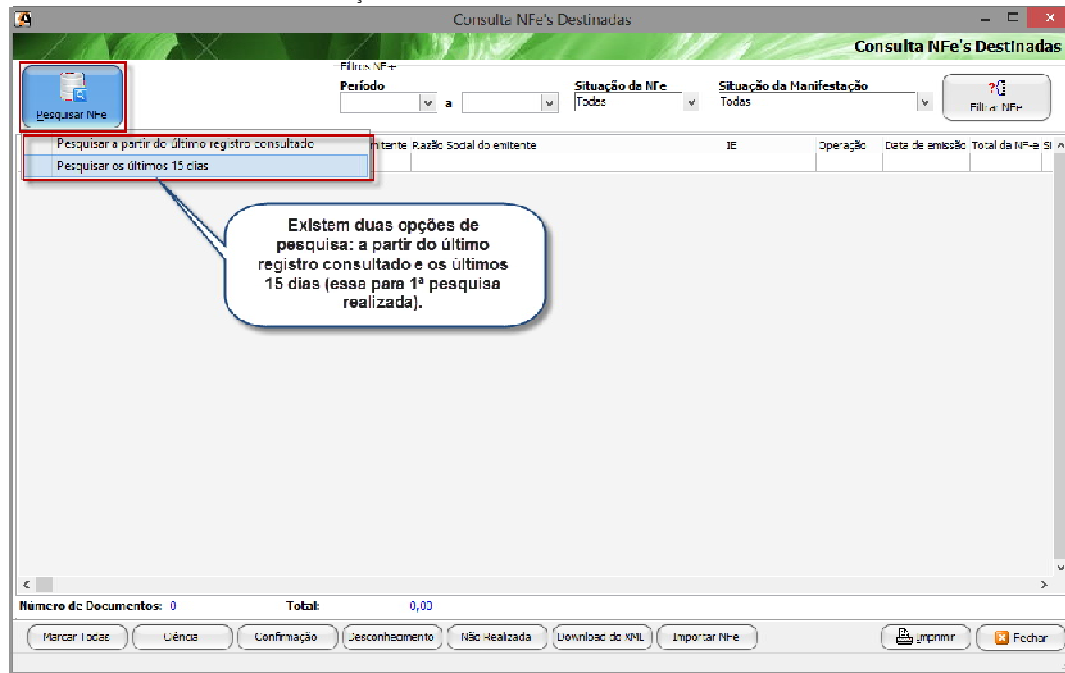 Consulta NFe's Destinadas
Consulta NFe's Destinadas
Pesquisar NFe
Filtros NFe
Período
a
Situação da NFe
Todas
Situação da Manifestação
Todas
Filtrar NFe
Pesquisar a partir do último registro consultado
Pesquisar os últimos 15 dias
mitente Razão Social do emitente IE Operação Data de emissão Total da NF-e Si
Existem duas opções de
pesquisa: a partir do último
registro consultado e os últimos
15 dias (essa para 1ª pesquisa
realizada).
Número de Documentos: 0 Total: 0,00
Marcar Todas Ciência Confirmação Desconhecimento Não Realizada Download do XML Importar NFe Imprimir Fechar